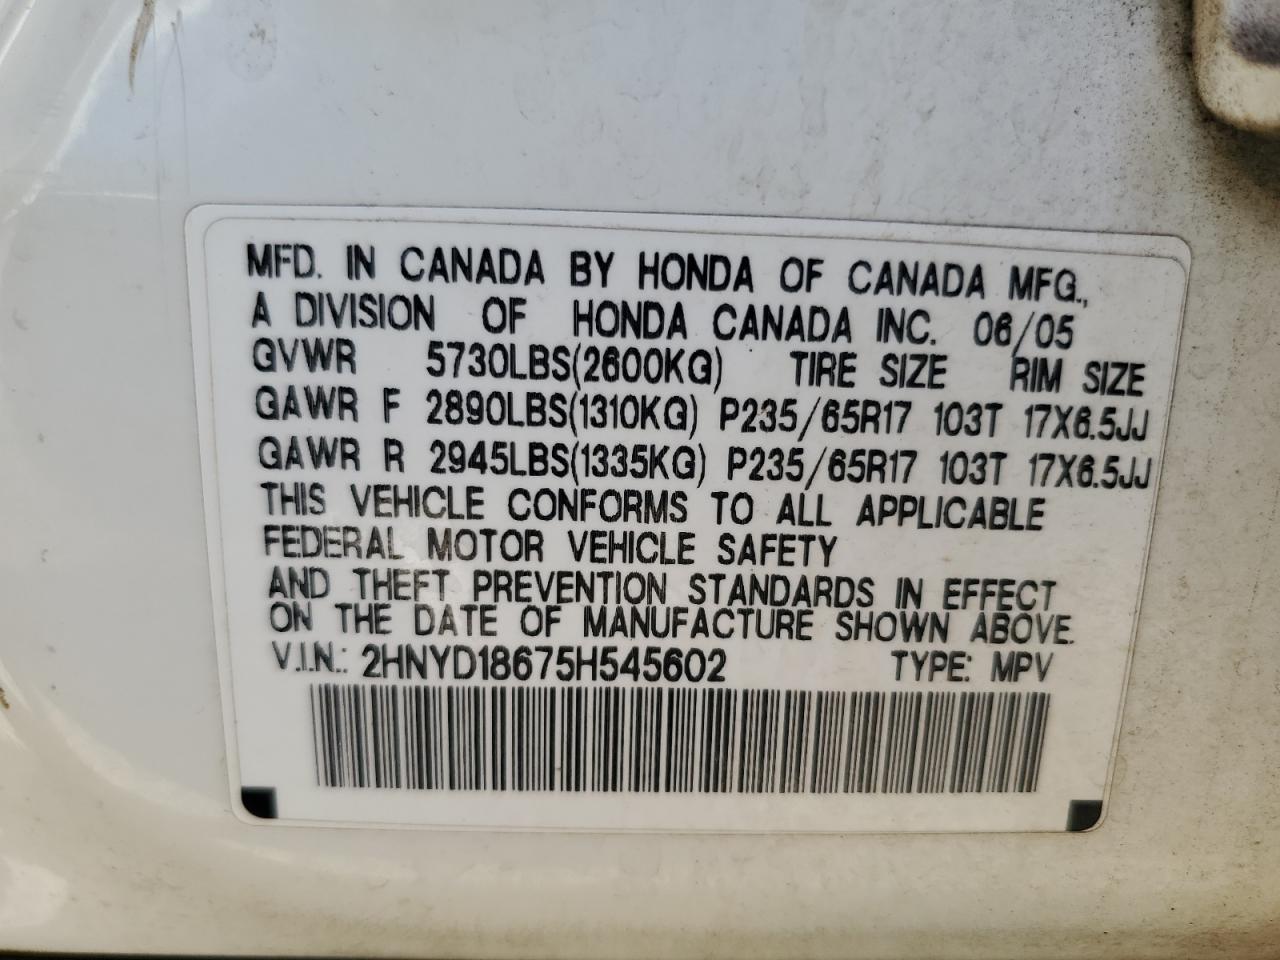 MFD. IN CANADA BY HONDA OF CANADA MFG.,
A DIVISION OF HONDA CANADA INC. 06/05
GVWR 5730LBS(2600KG) TIRE SIZE RIM SIZE
GAWR F 2890LBS(1310KG) P235/65R17 103T 17X6.5JJ
GAWR R 2945LBS(1335KG) P235/65R17 103T 17X6.5JJ
THIS VEHICLE CONFORMS TO ALL APPLICABLE
FEDERAL MOTOR VEHICLE SAFETY
AND THEFT PREVENTION STANDARDS IN EFFECT
ON THE DATE OF MANUFACTURE SHOWN ABOVE.
V.I.N.: 2HNYD18675H545602 TYPE: MPV